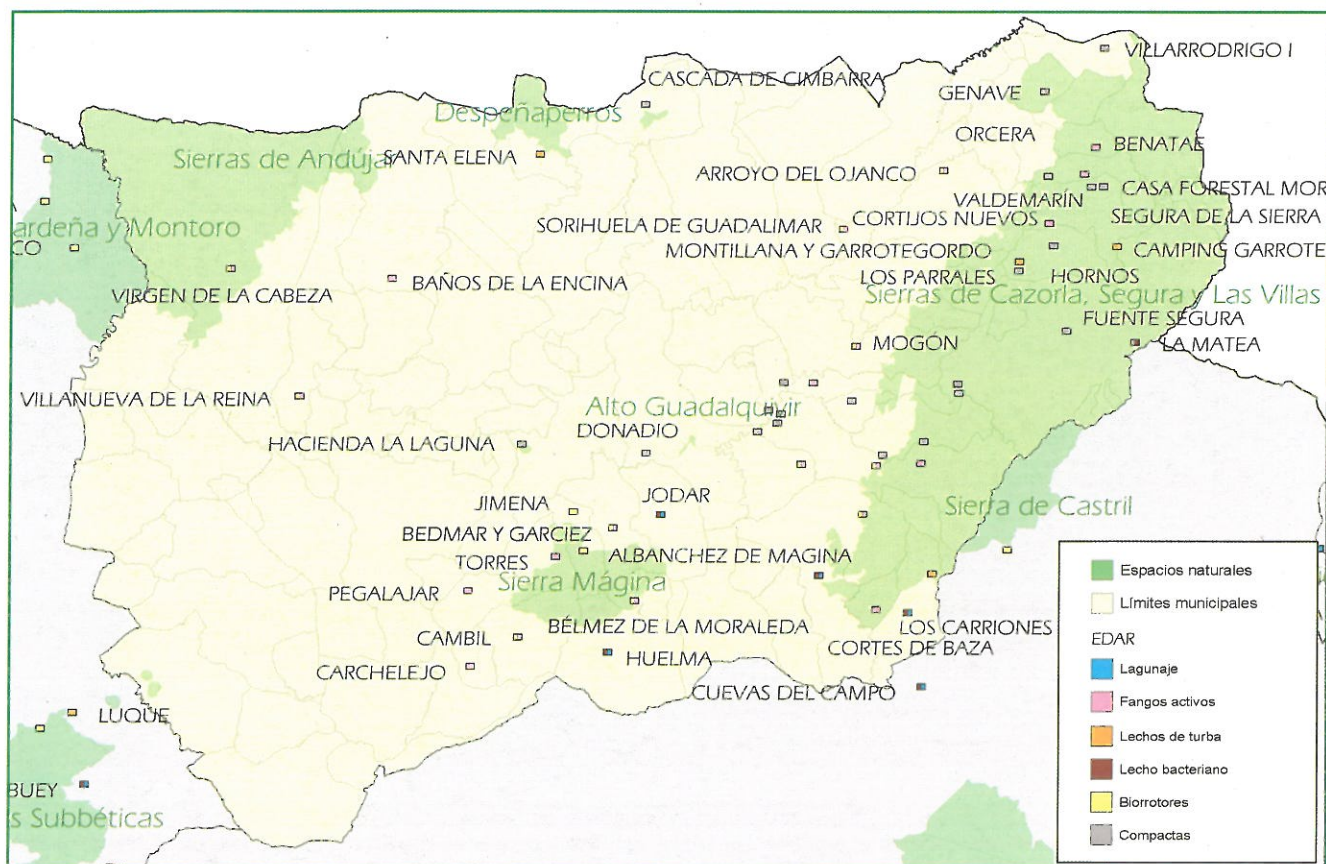 VILLARRODRIGO I
CASCADA DE CIMBARRA
GENAVE
Despeñaperros
ORCERA
BENATAE
Sierras de Andújar
SANTA ELENA
ARROYO DEL OJANCO
CASA FORESTAL MOR
VALDEMARÍN
A
ardeña y Montoro
SORIHUELA DE GUADALIMAR
CORTIJOS NUEVOS
SEGURA DE LA SIERRA
CO
MONTILLANA Y GARROTEGORDO
CAMPING GARROTE
LOS PARRALES
HORNOS
BAÑOS DE LA ENCINA
VIRGEN DE LA CABEZA
Sierras de Cazorla, Segura y Las Villas
FUENTE SEGURA
MOGÓN
LA MATEA
VILLANUEVA DE LA REINA
Alto Guadalquivir
DONADIO
HACIENDA LA LAGUNA
JODAR
JIMENA
Sierra de Castril
BEDMAR Y GARCIEZ
ALBANCHEZ DE MAGINA
TORRES
Sierra Mágina
PEGALAJAR
BÉLMEZ DE LA MORALEDA
LOS CARRIONES
CAMBIL
CORTES DE BAZA
HUELMA
CARCHELEJO
CUEVAS DEL CAMPO
LUQUE
BUEY
s Subbéticas
Espacios naturales
Límites municipales
EDAR
Lagunaje
Fangos activos
Lechos de turba
Lecho bacteriano
Biorrotores
Compactas